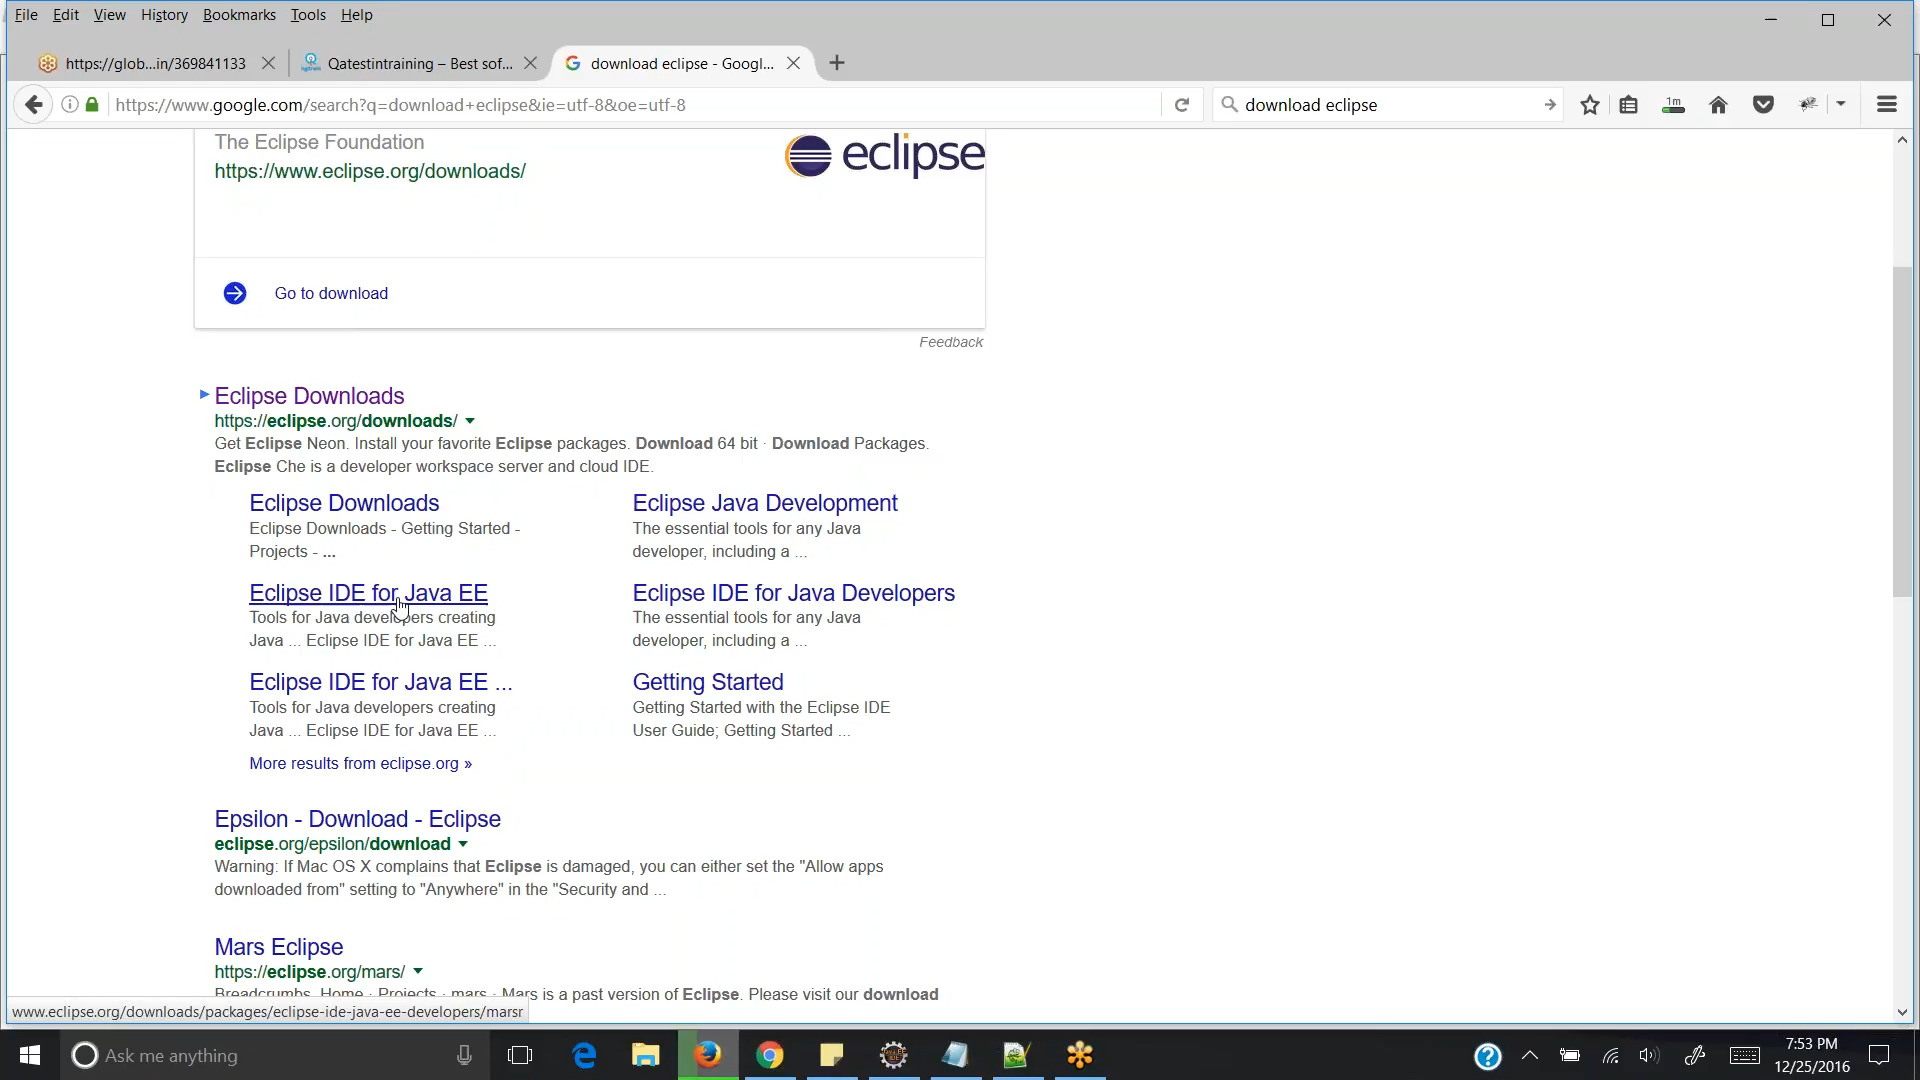 File Edit View History Bookmarks Tools Help
https://glob...in/369841133
Qatestintraining – Best sof...
download eclipse - Googl...
https://www.google.com/search?q=download+eclipse&ie=utf-8&oe=utf-8
download eclipse
1m
The Eclipse Foundation
https://www.eclipse.org/downloads/
eclipse
Go to download
Feedback
Eclipse Downloads
https://eclipse.org/downloads/
Get Eclipse Neon. Install your favorite Eclipse packages. Download 64 bit · Download Packages.
Eclipse Che is a developer workspace server and cloud IDE.
Eclipse Downloads
Eclipse Downloads - Getting Started -
Projects - ...
Eclipse Java Development
The essential tools for any Java
developer, including a ...
Eclipse IDE for Java EE
Tools for Java developers creating
Java ... Eclipse IDE for Java EE ...
Eclipse IDE for Java Developers
The essential tools for any Java
developer, including a ...
Eclipse IDE for Java EE ...
Tools for Java developers creating
Java ... Eclipse IDE for Java EE ...
Getting Started
Getting Started with the Eclipse IDE
User Guide; Getting Started ...
More results from eclipse.org »
Epsilon - Download - Eclipse
eclipse.org/epsilon/download
Warning: If Mac OS X complains that Eclipse is damaged, you can either set the "Allow apps
downloaded from" setting to "Anywhere" in the "Security and ...
Mars Eclipse
https://eclipse.org/mars/
Breadcrumbs. Home · Projects · mars · Mars is a past version of Eclipse. Please visit our download
www.eclipse.org/downloads/packages/eclipse-ide-java-ee-developers/marsr
Ask me anything
7:53 PM
12/25/2016